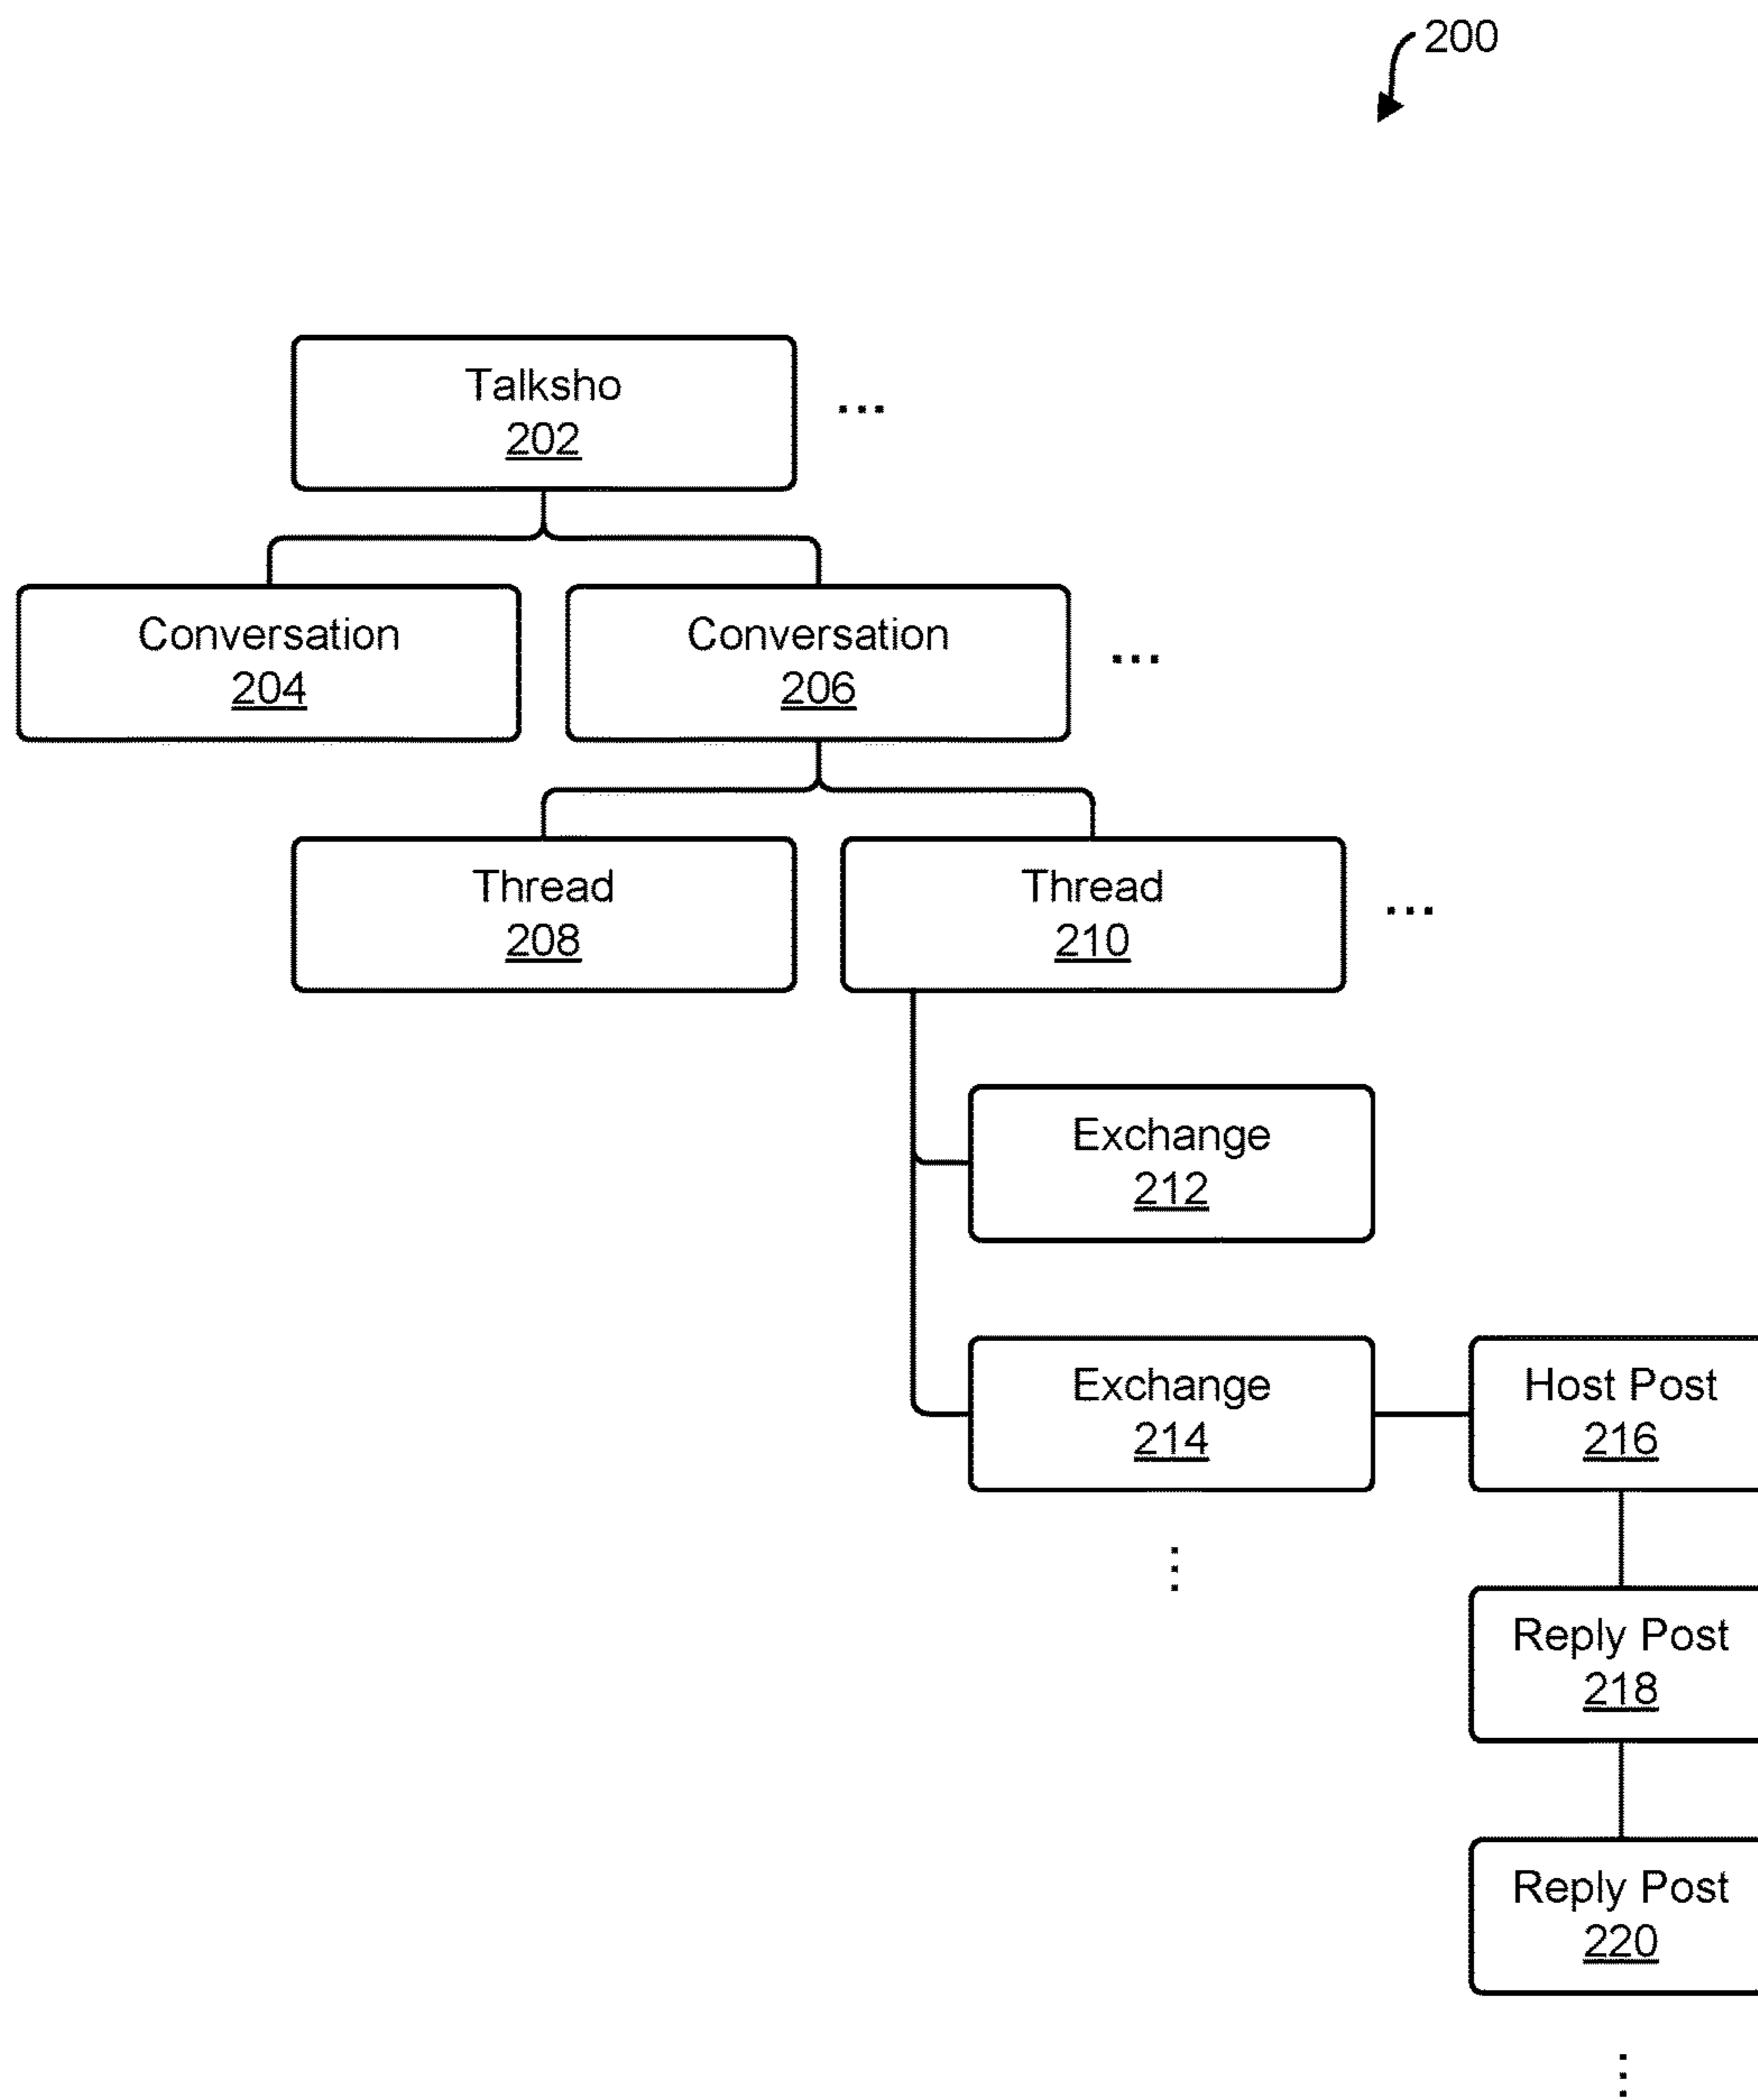 200
Talksho
202
...
Conversation
204
Conversation
206
...
Thread
208
Thread
210
...
Exchange
212
Exchange
214
Host Post
216
...
Reply Post
218
Reply Post
220
...